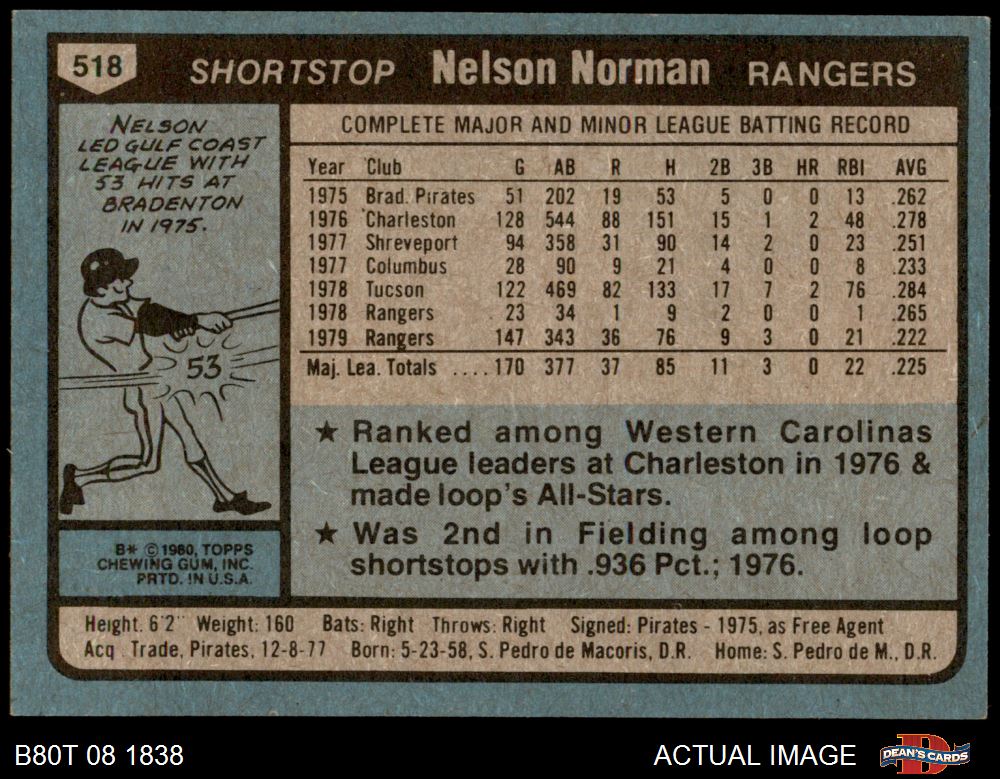 518 SHORTSTOP Nelson Norman RANGERS
NELSON
LED GULF COAST
LEAGUE WITH
53 HITS AT
BRADENTON
IN 1975.
53
B* © 1980, TOPPS
CHEWING GUM, INC.
PRTD. IN U.S.A.
COMPLETE MAJOR AND MINOR LEAGUE BATTING RECORD
Year Club G AB R H 2B 3B HR RBI AVG
1975 Brad. Pirates 51 202 19 53 5 0 0 13 .262
1976 Charleston 128 544 88 151 15 1 2 48 .278
1977 Shreveport 94 358 31 90 14 2 0 23 .251
1977 Columbus 28 90 9 21 4 0 0 8 .233
1978 Tucson 122 469 82 133 17 7 2 76 .284
1978 Rangers 23 34 1 9 2 0 0 1 .265
1979 Rangers 147 343 36 76 9 3 0 21 .222
Maj. Lea. Totals .... 170 377 37 85 11 3 0 22 .225
★ Ranked among Western Carolinas
League leaders at Charleston in 1976 &
made loop's All-Stars.
★ Was 2nd in Fielding among loop
shortstops with .936 Pct.; 1976.
Height. 6'2" Weight: 160 Bats: Right Throws: Right Signed: Pirates - 1975, as Free Agent
Acq Trade, Pirates, 12-8-77 Born: 5-23-58, S. Pedro de Macoris, D.R. Home: S. Pedro de M., D.R.
B80T 08 1838 ACTUAL IMAGE DEAN'S CARDS